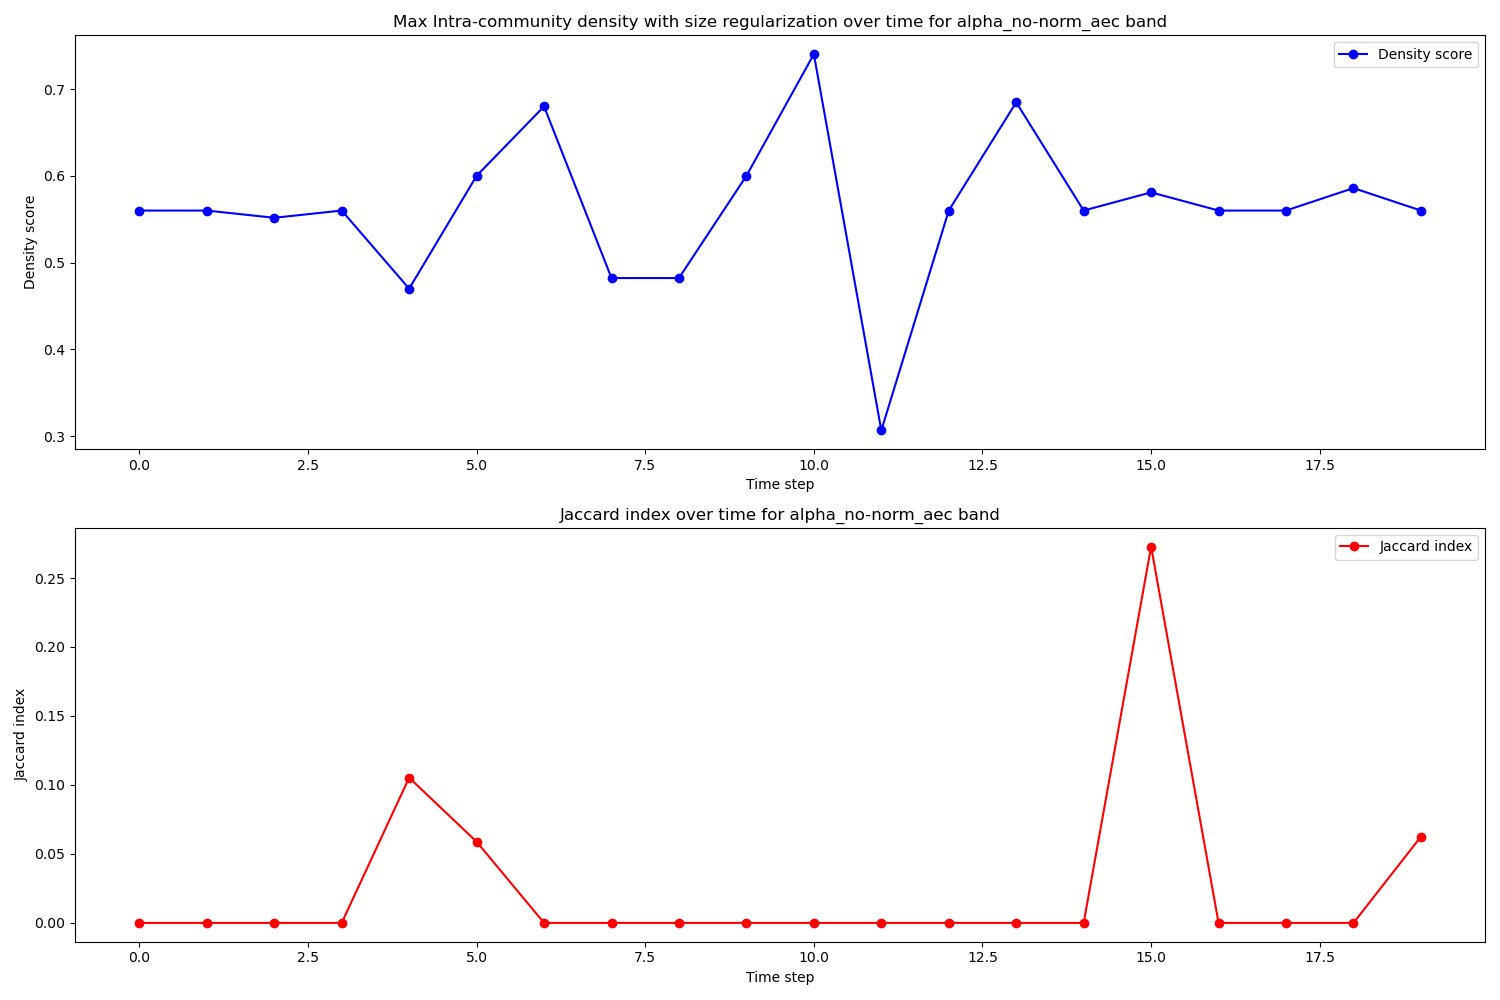 Max Intra-community density with size regularization over time for alpha_no-norm_aec band
Density score
0.7
0.6
0.5
0.4
0.3
Density score
0.0 2.5 5.0 7.5 10.0 12.5 15.0 17.5
Time step
Jaccard index over time for alpha_no-norm_aec band
Jaccard index
0.25
0.20
0.15
0.10
0.05
0.00
Jaccard index
0.0 2.5 5.0 7.5 10.0 12.5 15.0 17.5
Time step